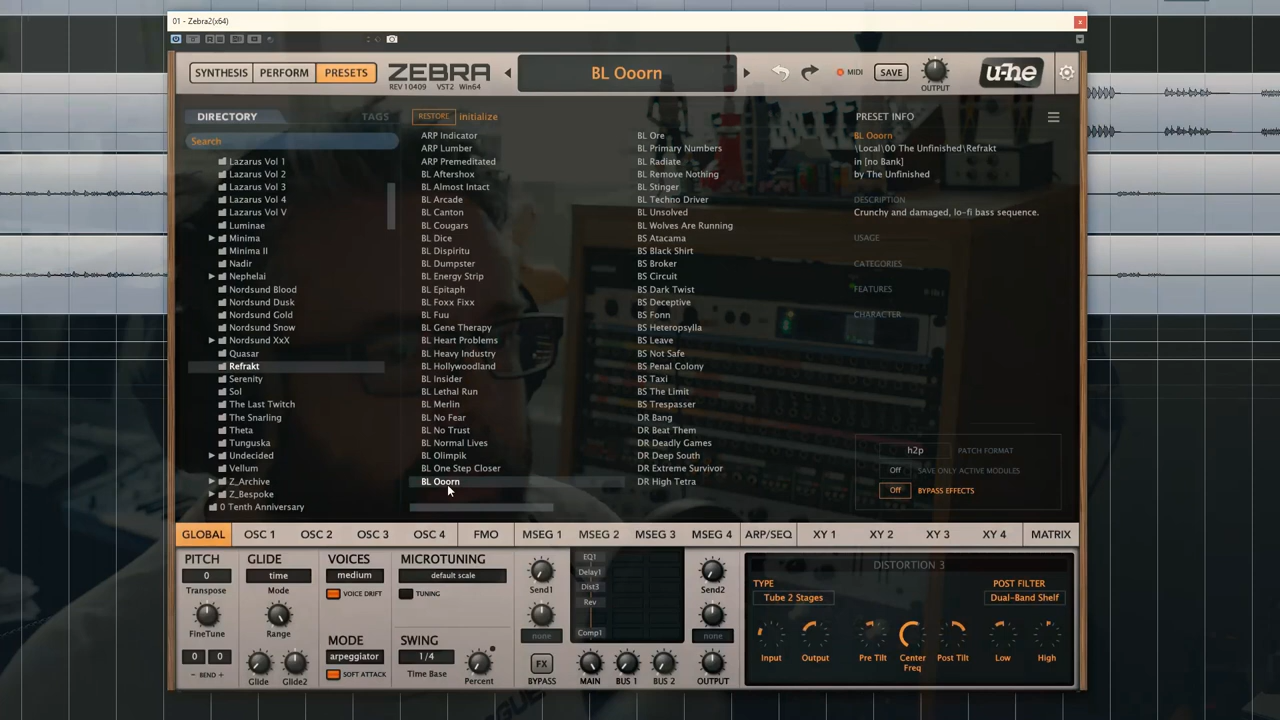 01 - Zebra2(x64)
x
SYNTHESIS PERFORM PRESETS
ZEBRA
REV 10409 VST2 Win64
BL Ooorn
MIDI
SAVE
OUTPUT
u-he
DIRECTORY TAGS
Search
Lazarus Vol 1
Lazarus Vol 2
Lazarus Vol 3
Lazarus Vol 4
Lazarus Vol V
Luminae
Minima
Minima II
Nadir
Nephelai
Nordsund Blood
Nordsund Dusk
Nordsund Gold
Nordsund Snow
Nordsund XxX
Quasar
Refrakt
Serenity
Sol
The Last Twitch
The Snarling
Theta
Tunguska
Undecided
Vellum
Z_Archive
Z_Bespoke
0 Tenth Anniversary
RESTORE Initialize
ARP Indicator
ARP Lumber
ARP Premeditated
BL Aftershox
BL Almost Intact
BL Arcade
BL Canton
BL Cougars
BL Dice
BL Dispiritu
BL Dumpster
BL Energy Strip
BL Epitaph
BL Foxx Fixx
BL Fuu
BL Gene Therapy
BL Heart Problems
BL Heavy Industry
BL Hollywoodland
BL Insider
BL Lethal Run
BL Merlin
BL No Fear
BL No Trust
BL Normal Lives
BL Olimpik
BL One Step Closer
BL Ooorn
BL Ore
BL Primary Numbers
BL Radiate
BL Remove Nothing
BL Stinger
BL Techno Driver
BL Unsolved
BL Wolves Are Running
BS Atacama
BS Black Shirt
BS Broker
BS Circuit
BS Dark Twist
BS Deceptive
BS Fonn
BS Heteropsylla
BS Leave
BS Not Safe
BS Penal Colony
BS Taxi
BS The Limit
BS Trespasser
DR Bang
DR Beat Them
DR Deadly Games
DR Deep South
DR Extreme Survivor
DR High Tetra
PRESET INFO
BL Ooorn
\Local\00 The Unfinished\Refrakt
in [no Bank]
by The Unfinished
DESCRIPTION
Crunchy and damaged, lo-fi bass sequence.
USAGE
CATEGORIES
FEATURES
CHARACTER
h2p PATCH FORMAT
Off SAVE ONLY ACTIVE MODULES
Off BYPASS EFFECTS
GLOBAL OSC 1 OSC 2 OSC 3 OSC 4 FMO MSEG 1 MSEG 2 MSEG 3 MSEG 4 ARP/SEQ XY 1 XY 2 XY 3 XY 4 MATRIX
PITCH
0
Transpose
FineTune
0 0
− BEND +
GLIDE
time
Mode
Range
Glide Glide2
VOICES
medium
VOICE DRIFT
MODE
arpeggiator
SOFT ATTACK
MICROTUNING
default scale
TUNING
SWING
1/4
Time Base
Percent
Send1
none
FX
BYPASS
EQ1
Delay1
Dist3
Rev
Comp1
MAIN BUS 1 BUS 2
Send2
none
OUTPUT
DISTORTION 3
TYPE
Tube 2 Stages
POST FILTER
Dual-Band Shelf
Input Output Pre Tilt Center Freq Post Tilt Low High